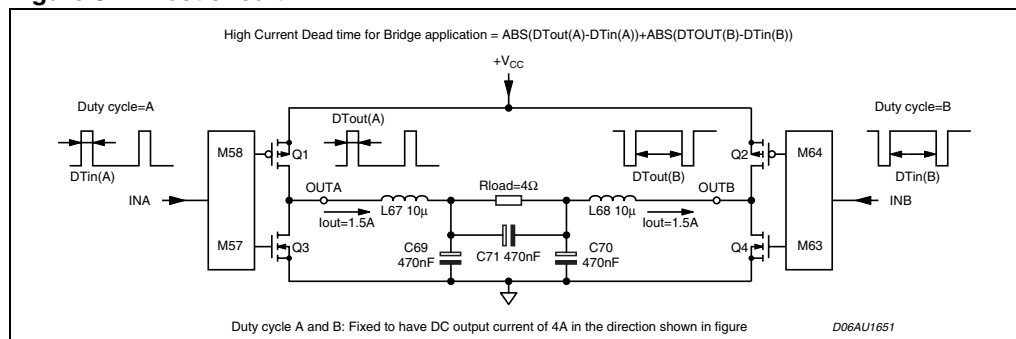 High Current Dead time for Bridge application = ABS(DTout(A)-DTin(A))+ABS(DTOUT(B)-DTin(B))
+VCC
Duty cycle=A
DTout(A)
Duty cycle=B
M58
Q1
Q2
M64
DTin(A)
DTout(B)
DTin(B)
INA
OUTA
Rload=4Ω
OUTB
INB
L67 10µ
L68 10µ
Iout=1.5A
Iout=1.5A
M57
Q3
C69
470nF
C71 470nF
C70
470nF
Q4
M63
Duty cycle A and B: Fixed to have DC output current of 4A in the direction shown in figure
D06AU1651